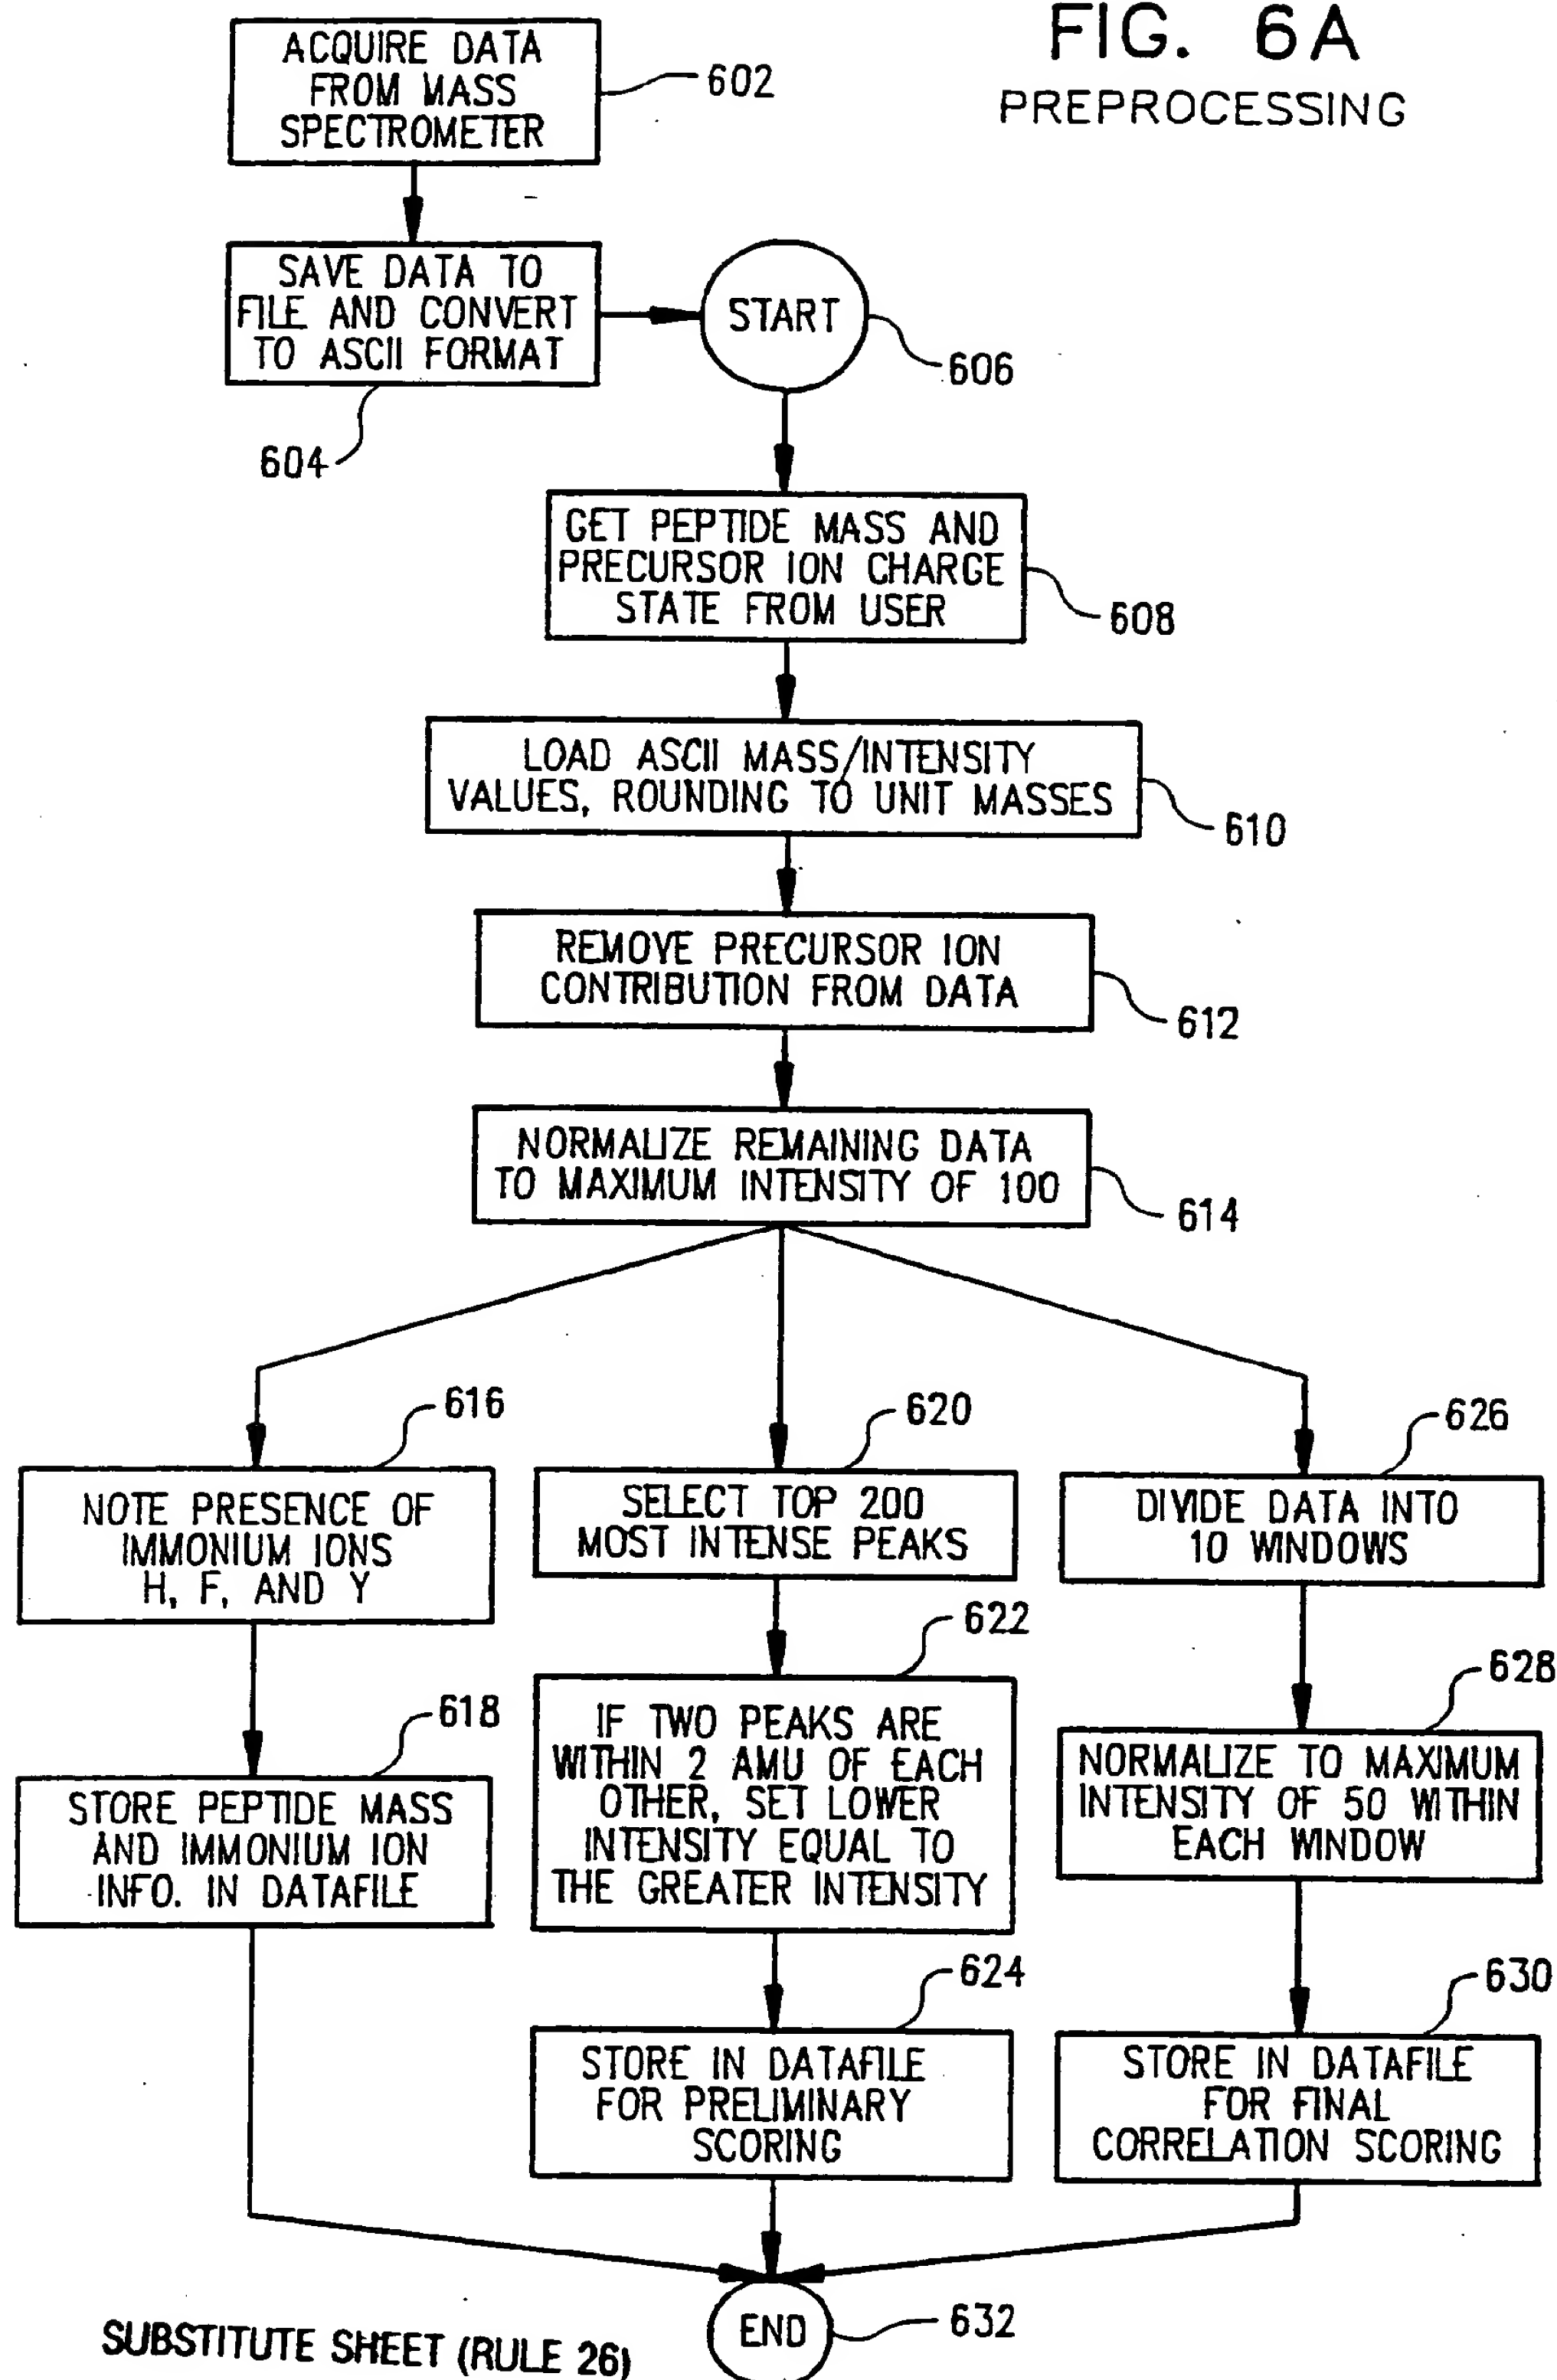 FIG. 6A
PREPROCESSING
ACQUIRE DATA
FROM MASS
SPECTROMETER
602
SAVE DATA TO
FILE AND CONVERT
TO ASCII FORMAT
604
START
606
GET PEPTIDE MASS AND
PRECURSOR ION CHARGE
STATE FROM USER
608
LOAD ASCII MASS/INTENSITY
VALUES, ROUNDING TO UNIT MASSES
610
REMOVE PRECURSOR ION
CONTRIBUTION FROM DATA
612
NORMALIZE REMAINING DATA
TO MAXIMUM INTENSITY OF 100
614
616
NOTE PRESENCE OF
IMMONIUM IONS
H, F, AND Y
618
STORE PEPTIDE MASS
AND IMMONIUM ION
INFO. IN DATAFILE
620
SELECT TOP 200
MOST INTENSE PEAKS
622
IF TWO PEAKS ARE
WITHIN 2 AMU OF EACH
OTHER, SET LOWER
INTENSITY EQUAL TO
THE GREATER INTENSITY
624
STORE IN DATAFILE
FOR PRELIMINARY
SCORING
626
DIVIDE DATA INTO
10 WINDOWS
628
NORMALIZE TO MAXIMUM
INTENSITY OF 50 WITHIN
EACH WINDOW
630
STORE IN DATAFILE
FOR FINAL
CORRELATION SCORING
END
632
SUBSTITUTE SHEET (RULE 26)